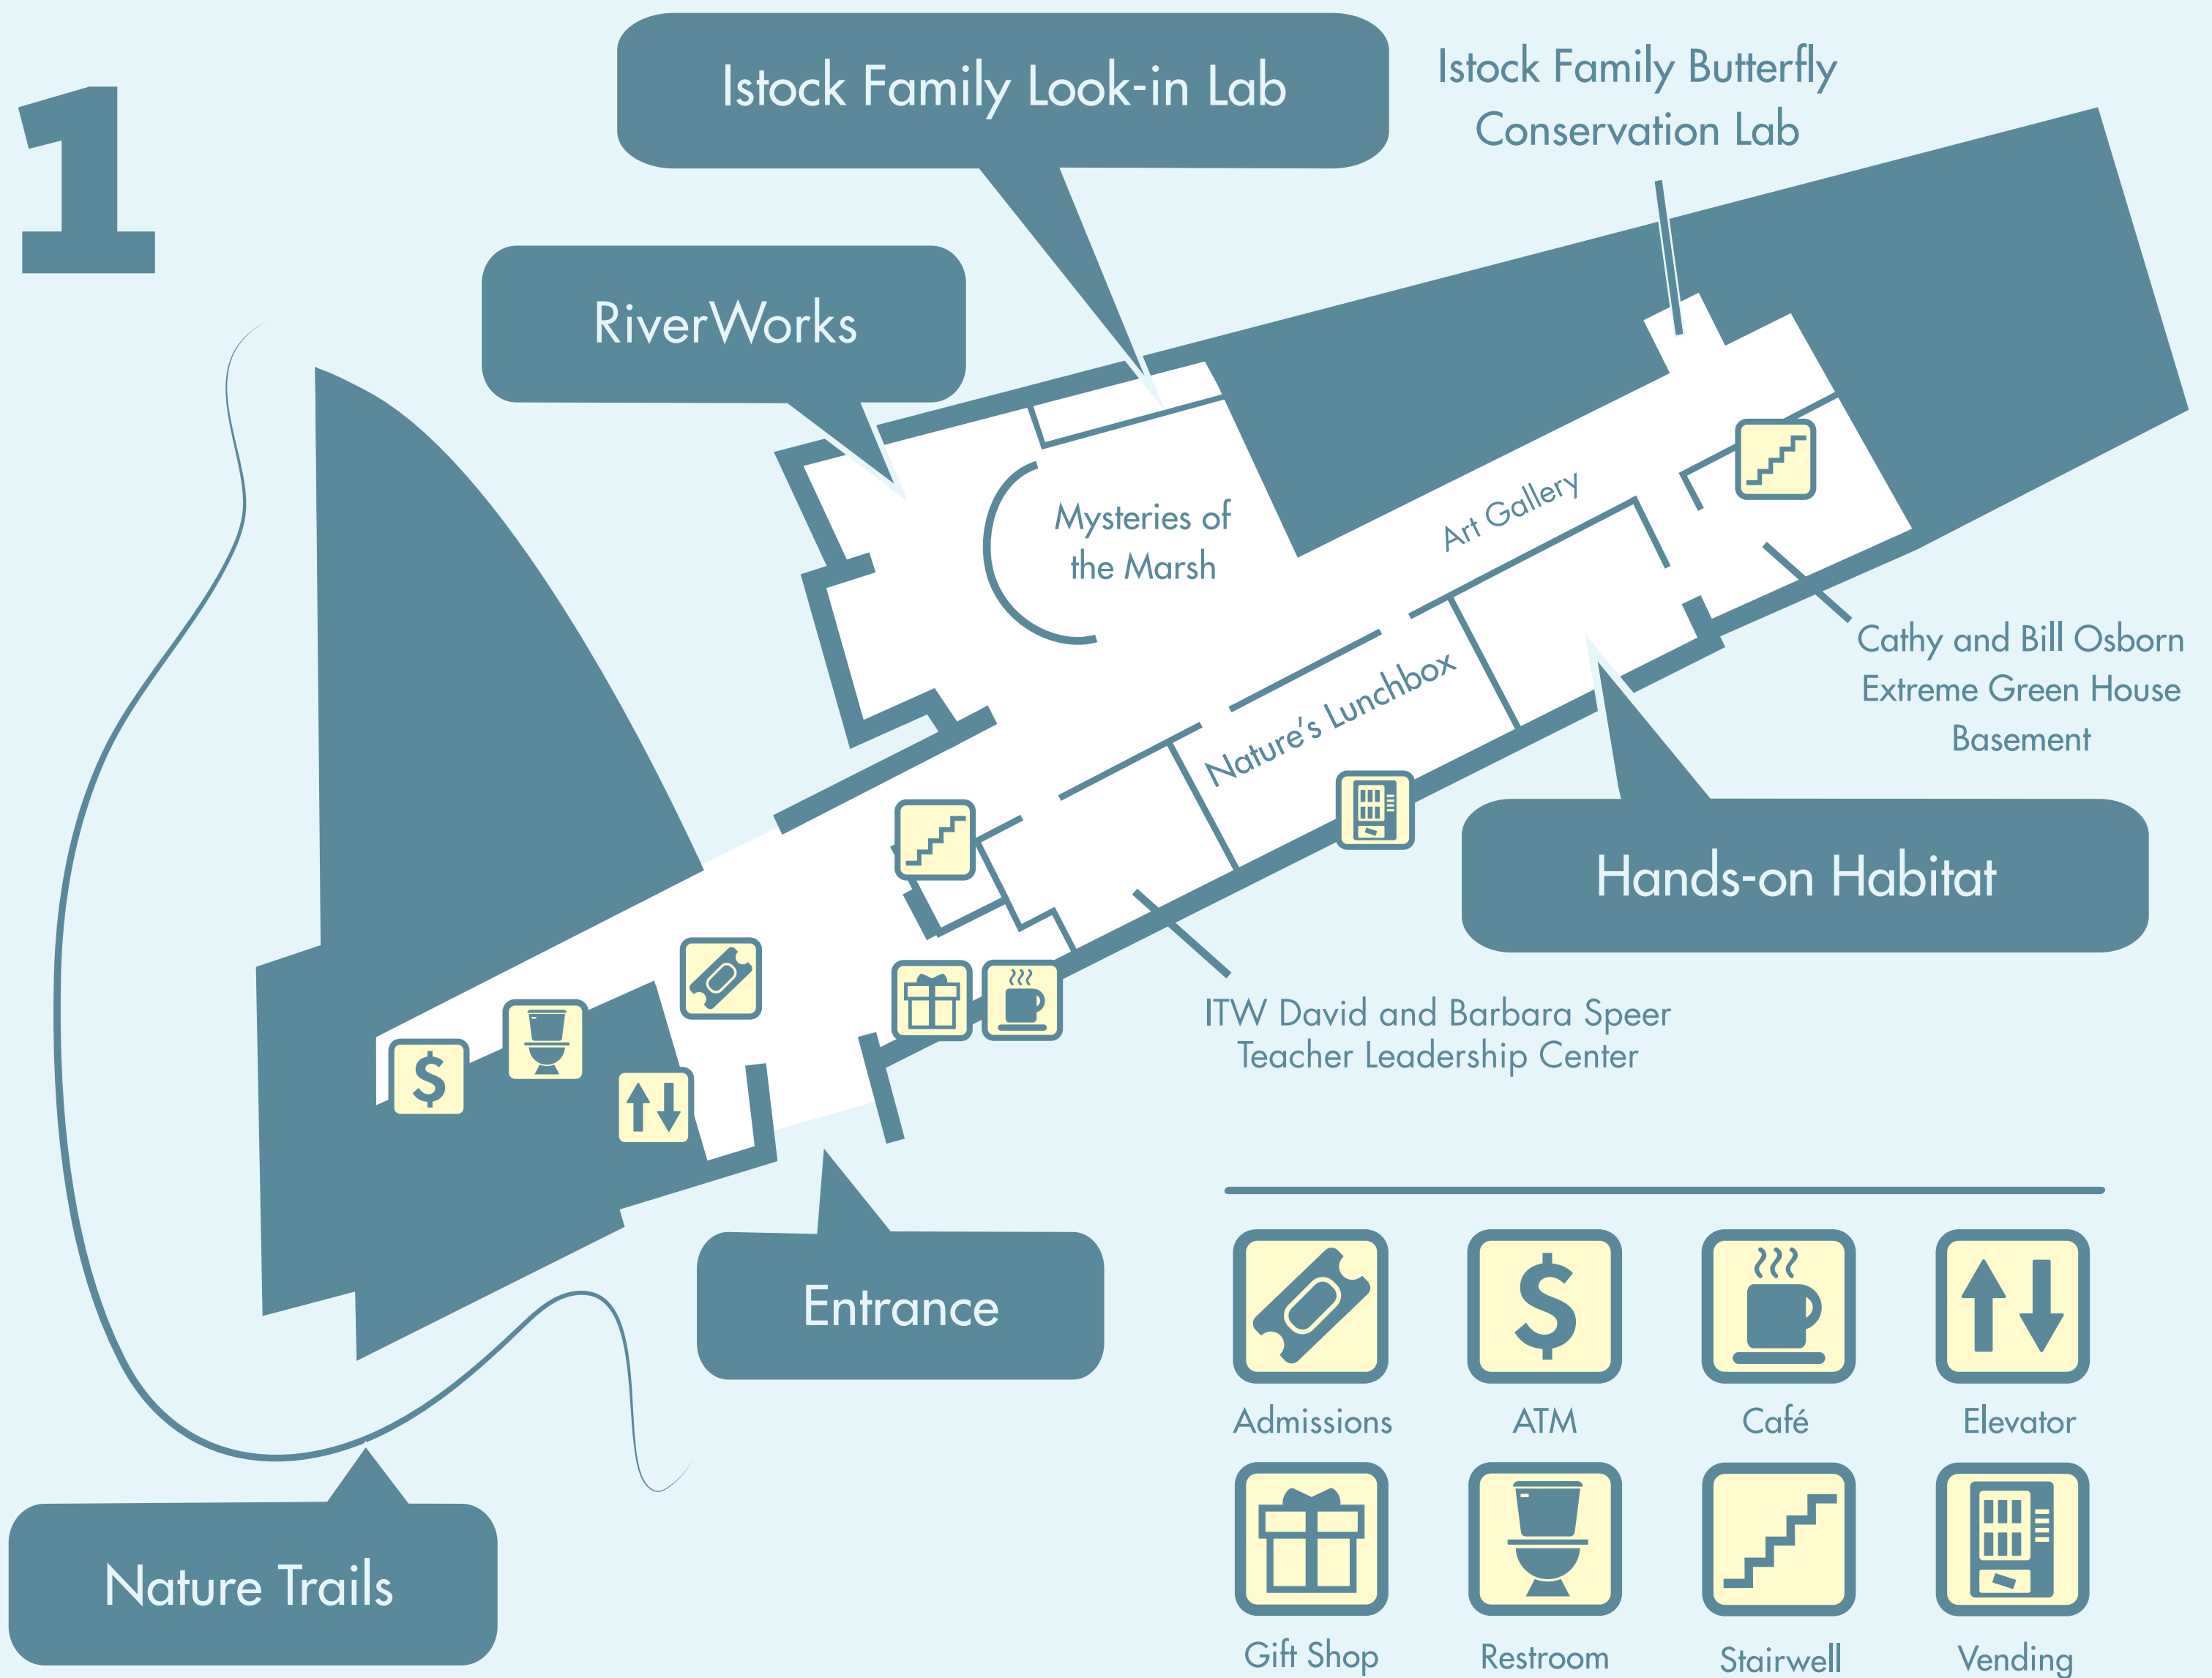 1
Istock Family Look-in Lab
Istock Family Butterfly
Conservation Lab
RiverWorks
Mysteries of
the Marsh
Art Gallery
Nature's Lunchbox
Cathy and Bill Osborn
Extreme Green House
Basement
Hands-on Habitat
ITW David and Barbara Speer
Teacher Leadership Center
$
Entrance
Nature Trails
$
Admissions
ATM
Café
Elevator
Gift Shop
Restroom
Stairwell
Vending